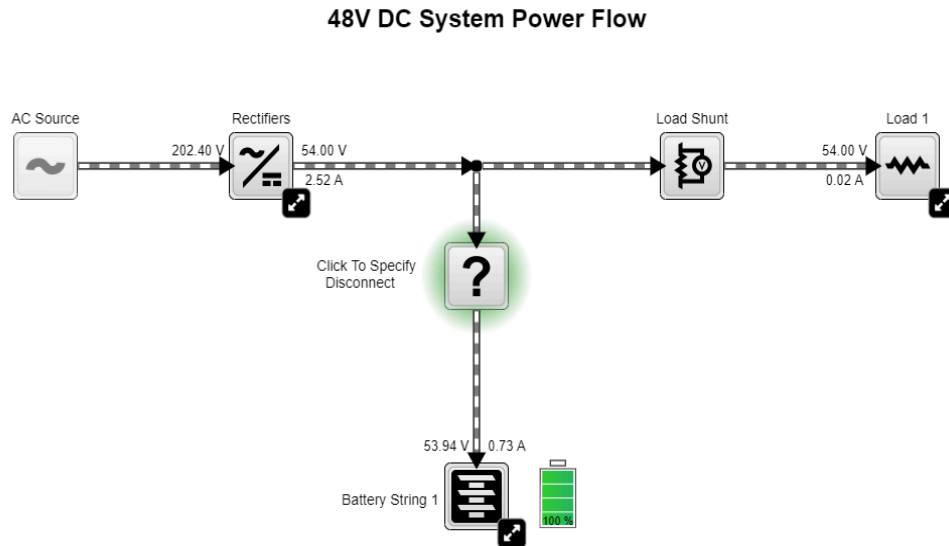 48V DC System Power Flow
AC Source
Rectifiers
Load Shunt
Load 1
202.40 V
54.00 V
2.52 A
V
54.00 V
0.02 A
Click To Specify
Disconnect
?
53.94 V
0.73 A
Battery String 1
100 %